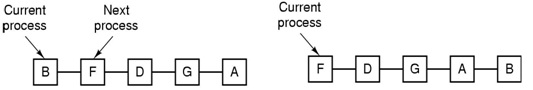 Current process
Next process
B F D G A
Current process
F D G A B